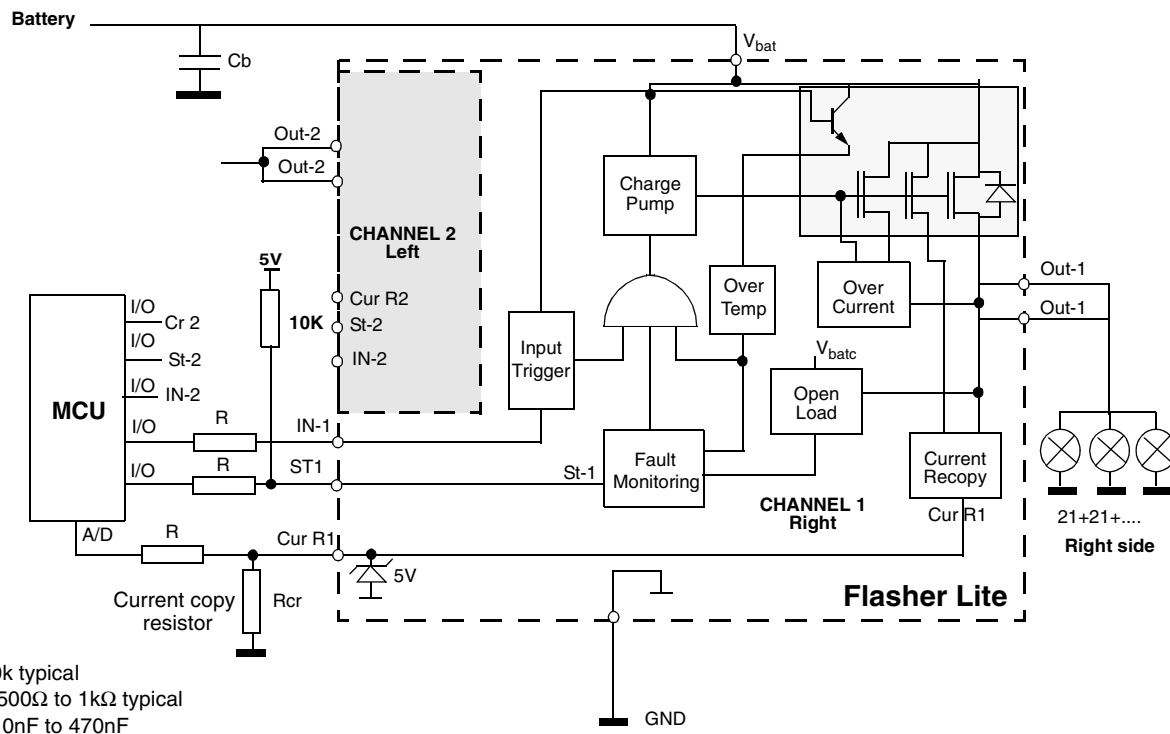 Battery
Cb
V bat
Out-2
Out-2
CHANNEL 2
Left
Cur R2
St-2
IN-2
5V
10K
MCU
I/O
Cr 2
I/O
St-2
I/O
IN-2
I/O
R
IN-1
I/O
R
ST1
A/D
R
Cur R1
5V
Current copy
resistor
Rcr
Charge
Pump
Over
Temp
Input
Trigger
Over
Current
V batc
Open
Load
St-1
Fault
Monitoring
CHANNEL 1
Right
Current
Recopy
Cur R1
Out-1
Out-1
21+21+....
Right side
Flasher Lite
GND
k typical
500Ω to 1kΩ typical
0nF to 470nF